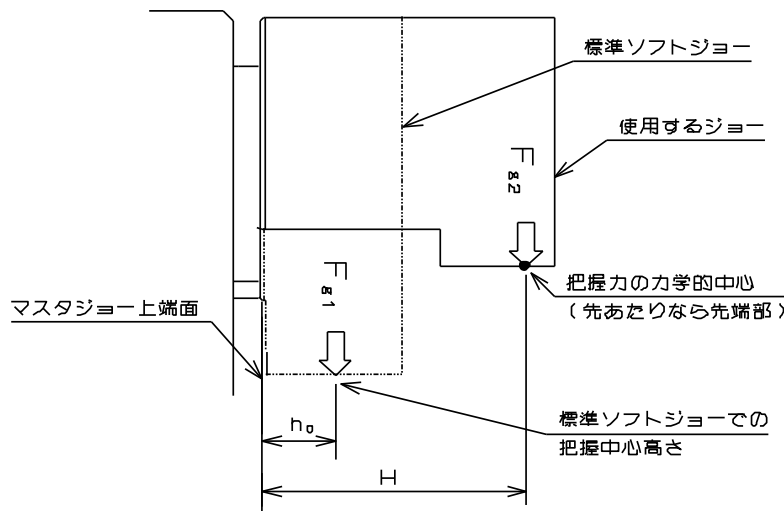 標準ソフトジョー
使用するジョー
Fg2
把握力の力学的中心
(先あたりなら先端部)
Fg1
マスタジョー上端面
標準ソフトジョーでの
把握中心高さ
h0
H